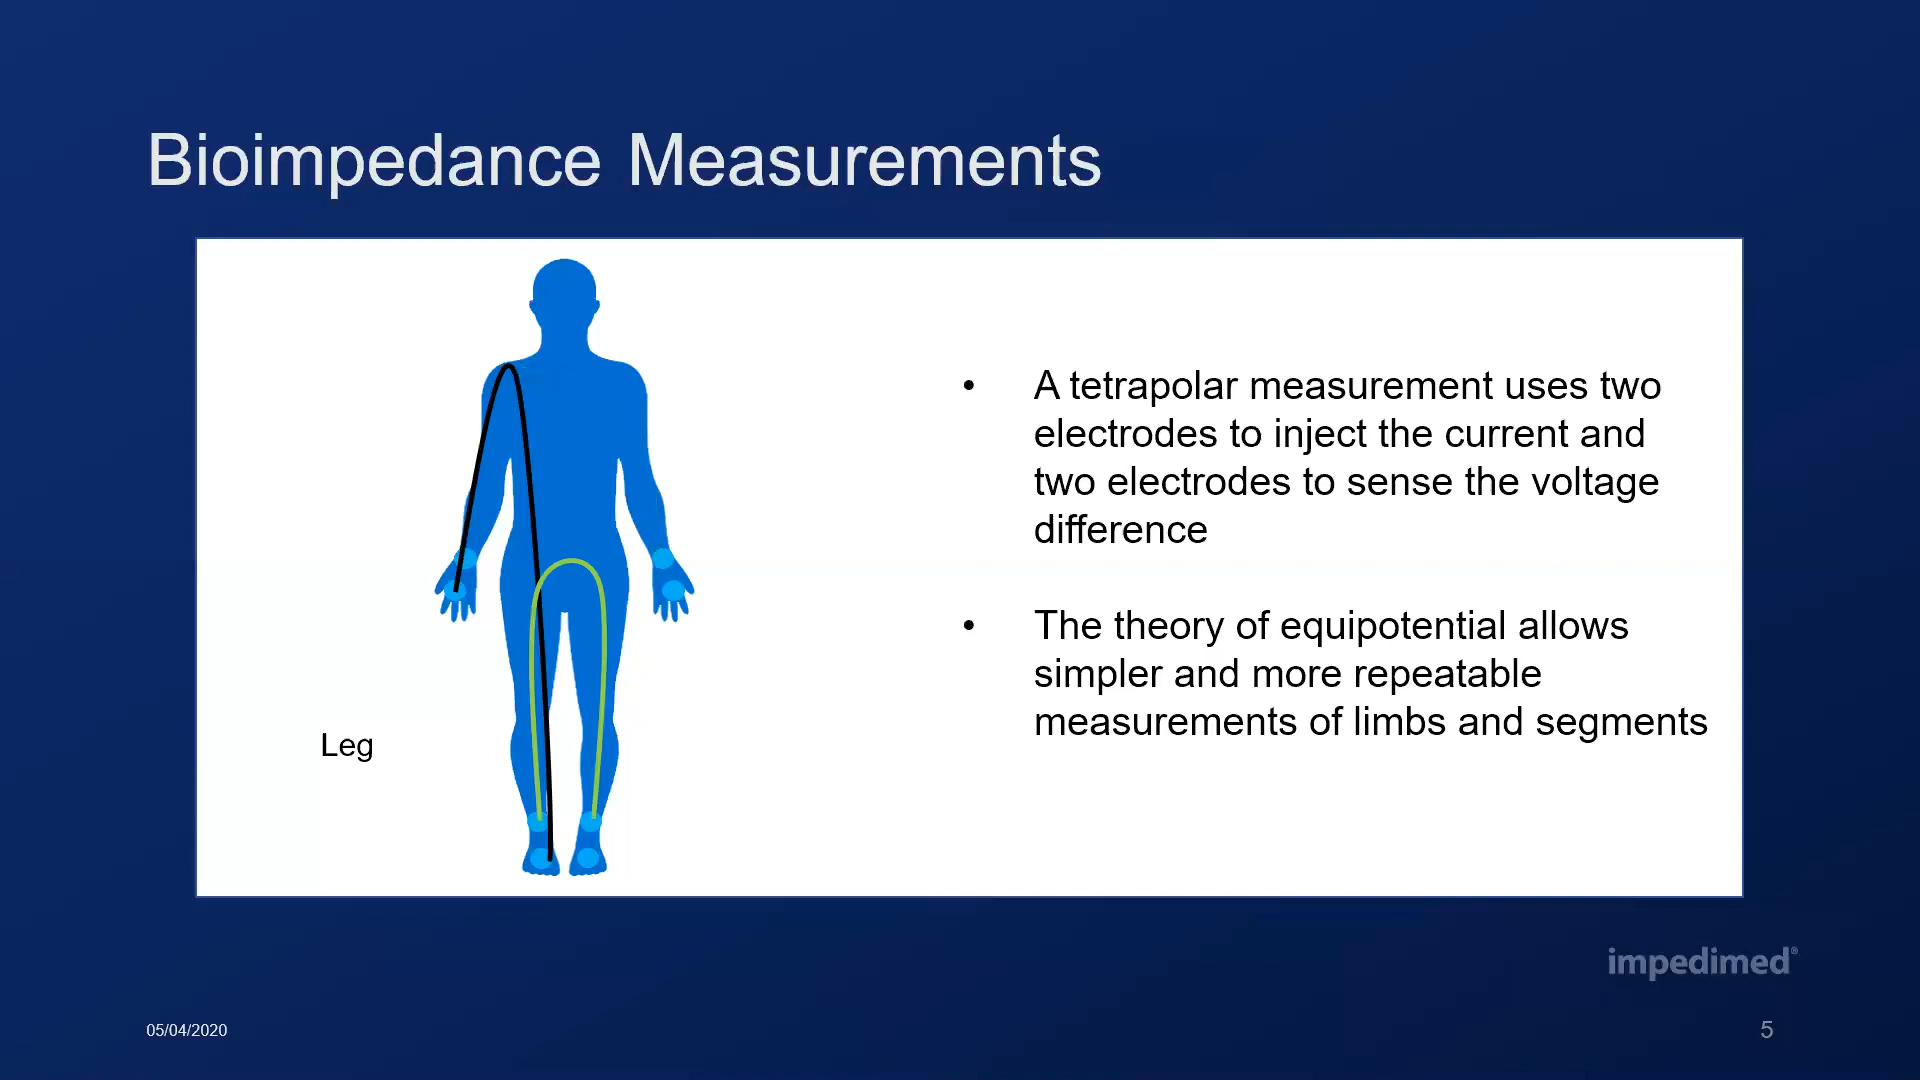 Bioimpedance Measurements
• A tetrapolar measurement uses two
electrodes to inject the current and
two electrodes to sense the voltage
difference
• The theory of equipotential allows
simpler and more repeatable
measurements of limbs and segments
Leg
impedimed®
05/04/2020
5